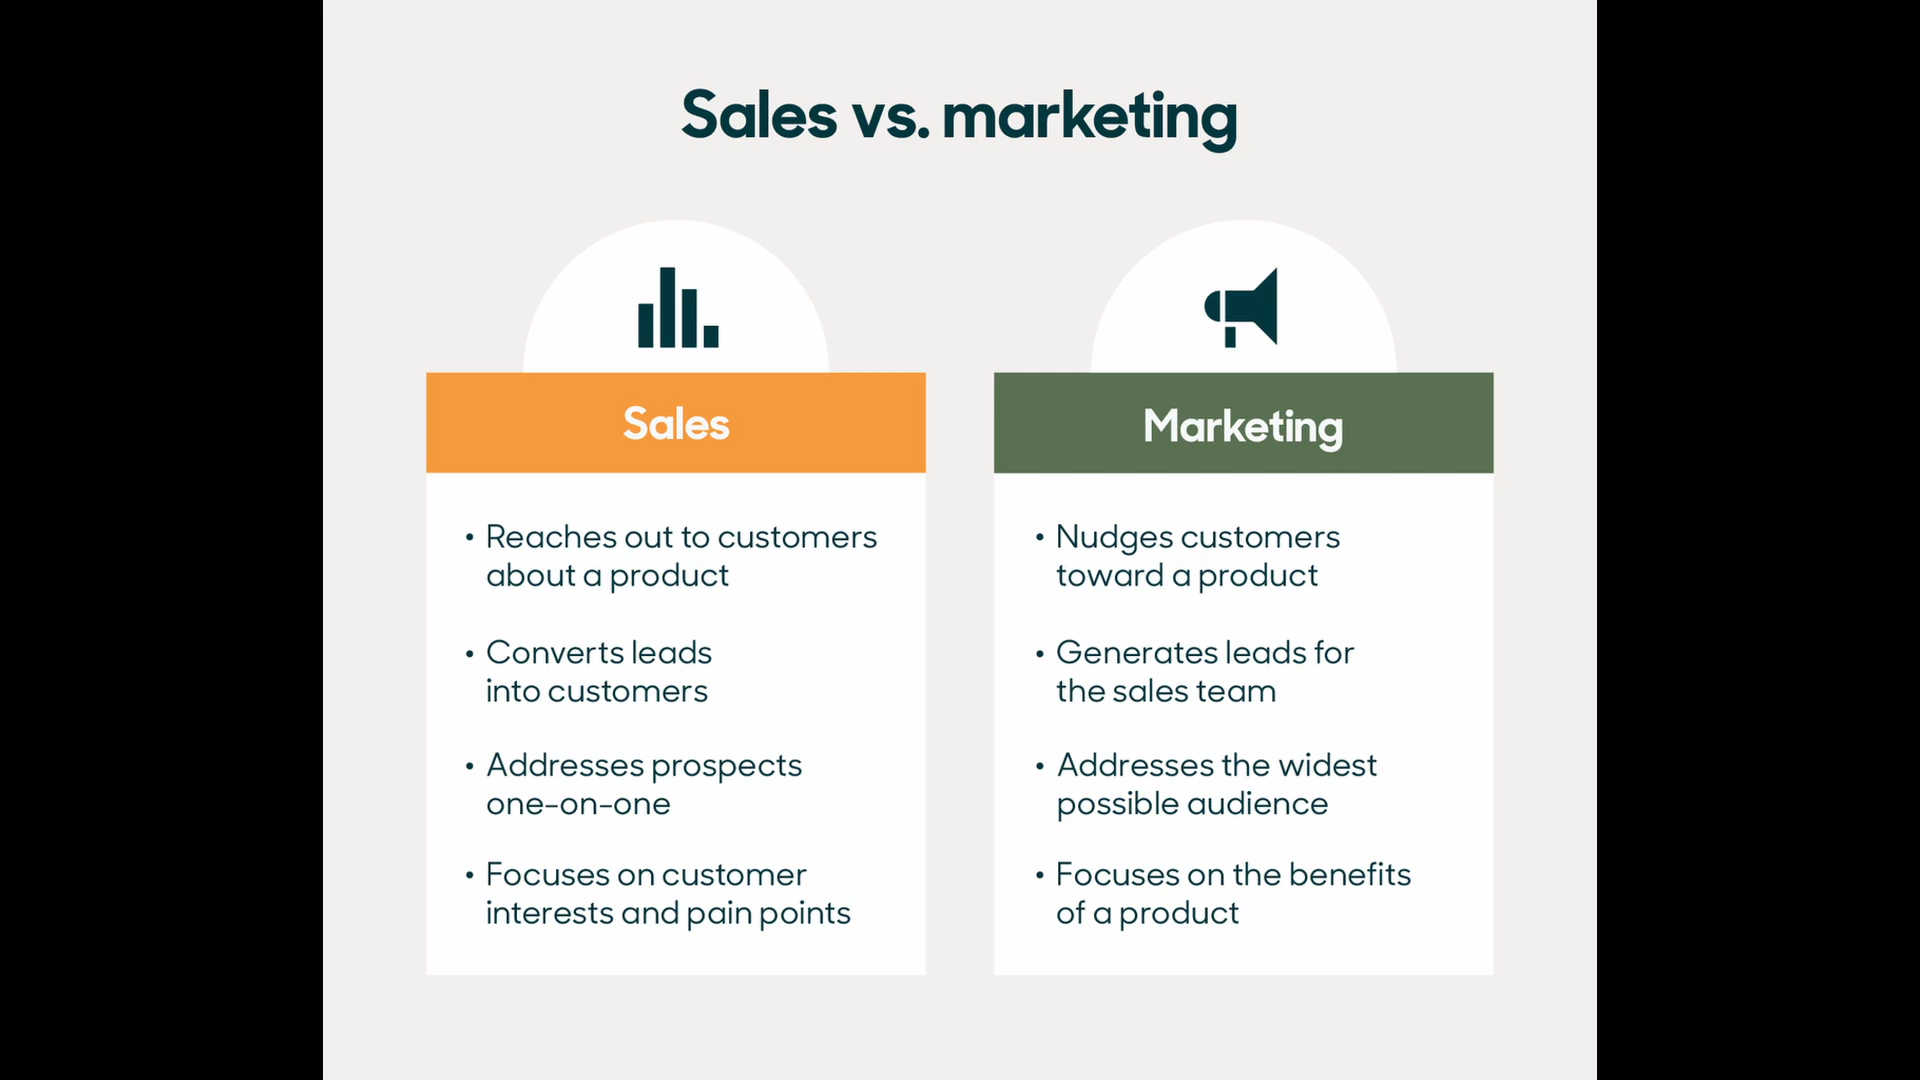 Sales vs. marketing
Sales
• Reaches out to customers
about a product
• Converts leads
into customers
• Addresses prospects
one-on-one
• Focuses on customer
interests and pain points
Marketing
• Nudges customers
toward a product
• Generates leads for
the sales team
• Addresses the widest
possible audience
• Focuses on the benefits
of a product